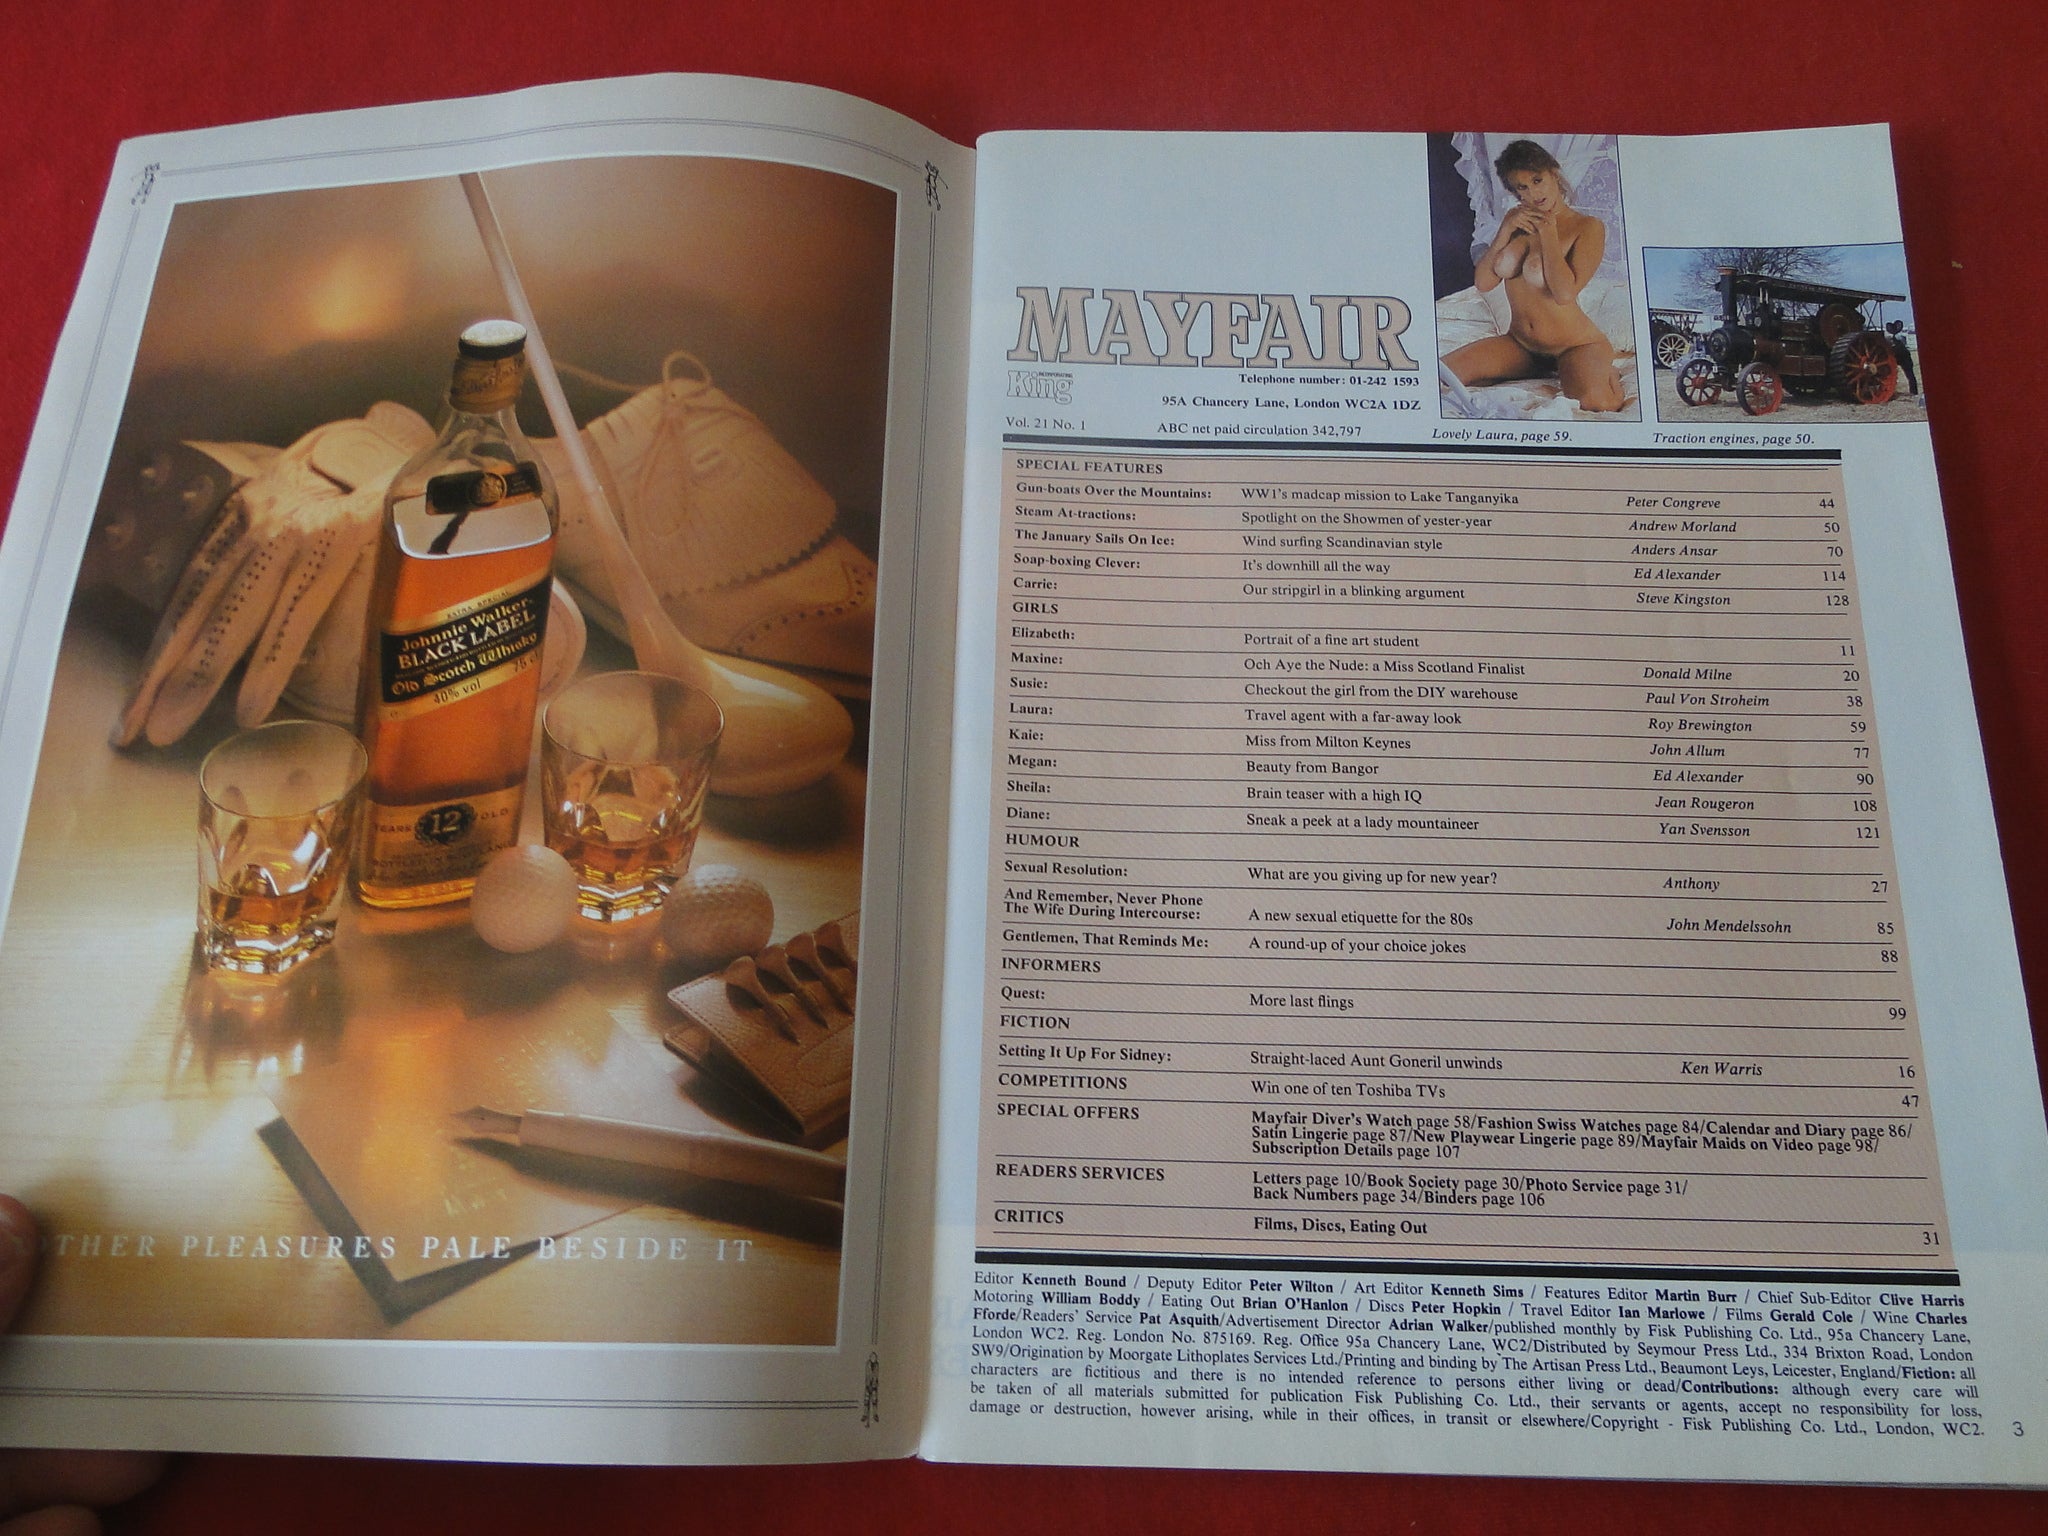 EXTRA SPECIAL
Johnnie Walker.
BLACK LABEL
Old Scotch Whisky
40% vol 75 cl
YEARS 12 OLD
OTHER PLEASURES PALE BESIDE IT
MAYFAIR
INCORPORATING
King
Telephone number: 01-242 1593
95A Chancery Lane, London WC2A 1DZ
Vol. 21 No. 1 ABC net paid circulation 342,797
Lovely Laura, page 59.
Traction engines, page 50.
SPECIAL FEATURES
Gun-boats Over the Mountains: WW1's madcap mission to Lake Tanganyika Peter Congreve 44
Steam At-tractions: Spotlight on the Showmen of yester-year Andrew Morland 50
The January Sails On Ice: Wind surfing Scandinavian style Anders Ansar 70
Soap-boxing Clever: It's downhill all the way Ed Alexander 114
Carrie: Our stripgirl in a blinking argument Steve Kingston 128
GIRLS
Elizabeth: Portrait of a fine art student 11
Maxine: Och Aye the Nude: a Miss Scotland Finalist Donald Milne 20
Susie: Checkout the girl from the DIY warehouse Paul Von Stroheim 38
Laura: Travel agent with a far-away look Roy Brewington 59
Kaie: Miss from Milton Keynes John Allum 77
Megan: Beauty from Bangor Ed Alexander 90
Sheila: Brain teaser with a high IQ Jean Rougeron 108
Diane: Sneak a peek at a lady mountaineer Yan Svensson 121
HUMOUR
Sexual Resolution: What are you giving up for new year? Anthony 27
And Remember, Never Phone
The Wife During Intercourse: A new sexual etiquette for the 80s John Mendelssohn 85
Gentlemen, That Reminds Me: A round-up of your choice jokes 88
INFORMERS
Quest: More last flings 99
FICTION
Setting It Up For Sidney: Straight-laced Aunt Goneril unwinds Ken Warris 16
COMPETITIONS Win one of ten Toshiba TVs 47
SPECIAL OFFERS Mayfair Diver's Watch page 58/Fashion Swiss Watches page 84/Calendar and Diary page 86/
Satin Lingerie page 87/New Playwear Lingerie page 89/Mayfair Maids on Video page 98/
Subscription Details page 107
READERS SERVICES Letters page 10/Book Society page 30/Photo Service page 31/
Back Numbers page 34/Binders page 106
CRITICS Films, Discs, Eating Out 31
Editor Kenneth Bound / Deputy Editor Peter Wilton / Art Editor Kenneth Sims / Features Editor Martin Burr / Chief Sub-Editor Clive Harris
Motoring William Boddy / Eating Out Brian O'Hanlon / Discs Peter Hopkin / Travel Editor Ian Marlowe / Films Gerald Cole / Wine Charles
Fforde/Readers' Service Pat Asquith/Advertisement Director Adrian Walker/published monthly by Fisk Publishing Co. Ltd., 95a Chancery Lane,
London WC2. Reg. London No. 875169. Reg. Office 95a Chancery Lane, WC2/Distributed by Seymour Press Ltd., 334 Brixton Road, London
SW9/Origination by Moorgate Lithoplates Services Ltd./Printing and binding by The Artisan Press Ltd., Beaumont Leys, Leicester, England/Fiction: all
characters are fictitious and there is no intended reference to persons either living or dead/Contributions: although every care will
be taken of all materials submitted for publication Fisk Publishing Co. Ltd., their servants or agents, accept no responsibility for loss,
damage or destruction, however arising, while in their offices, in transit or elsewhere/Copyright - Fisk Publishing Co. Ltd., London, WC2.
3